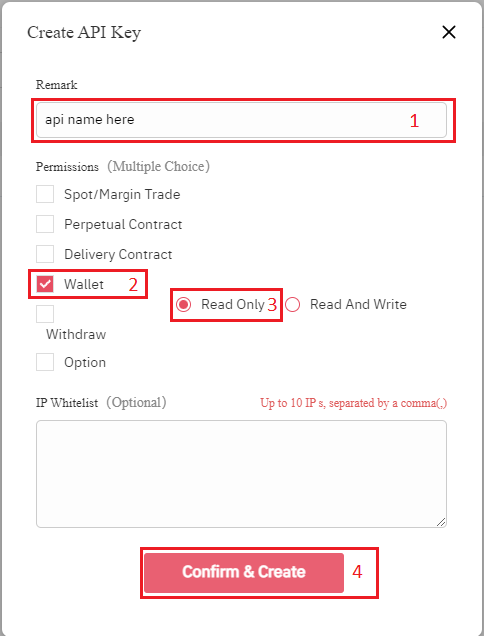 Create API Key
Remark
api name here 1
Permissions (Multiple Choice)
Spot/Margin Trade
Perpetual Contract
Delivery Contract
Wallet 2
Read Only 3 Read And Write
Withdraw
Option
IP Whitelist (Optional) Up to 10 IP s, separated by a comma(,)
Confirm & Create 4